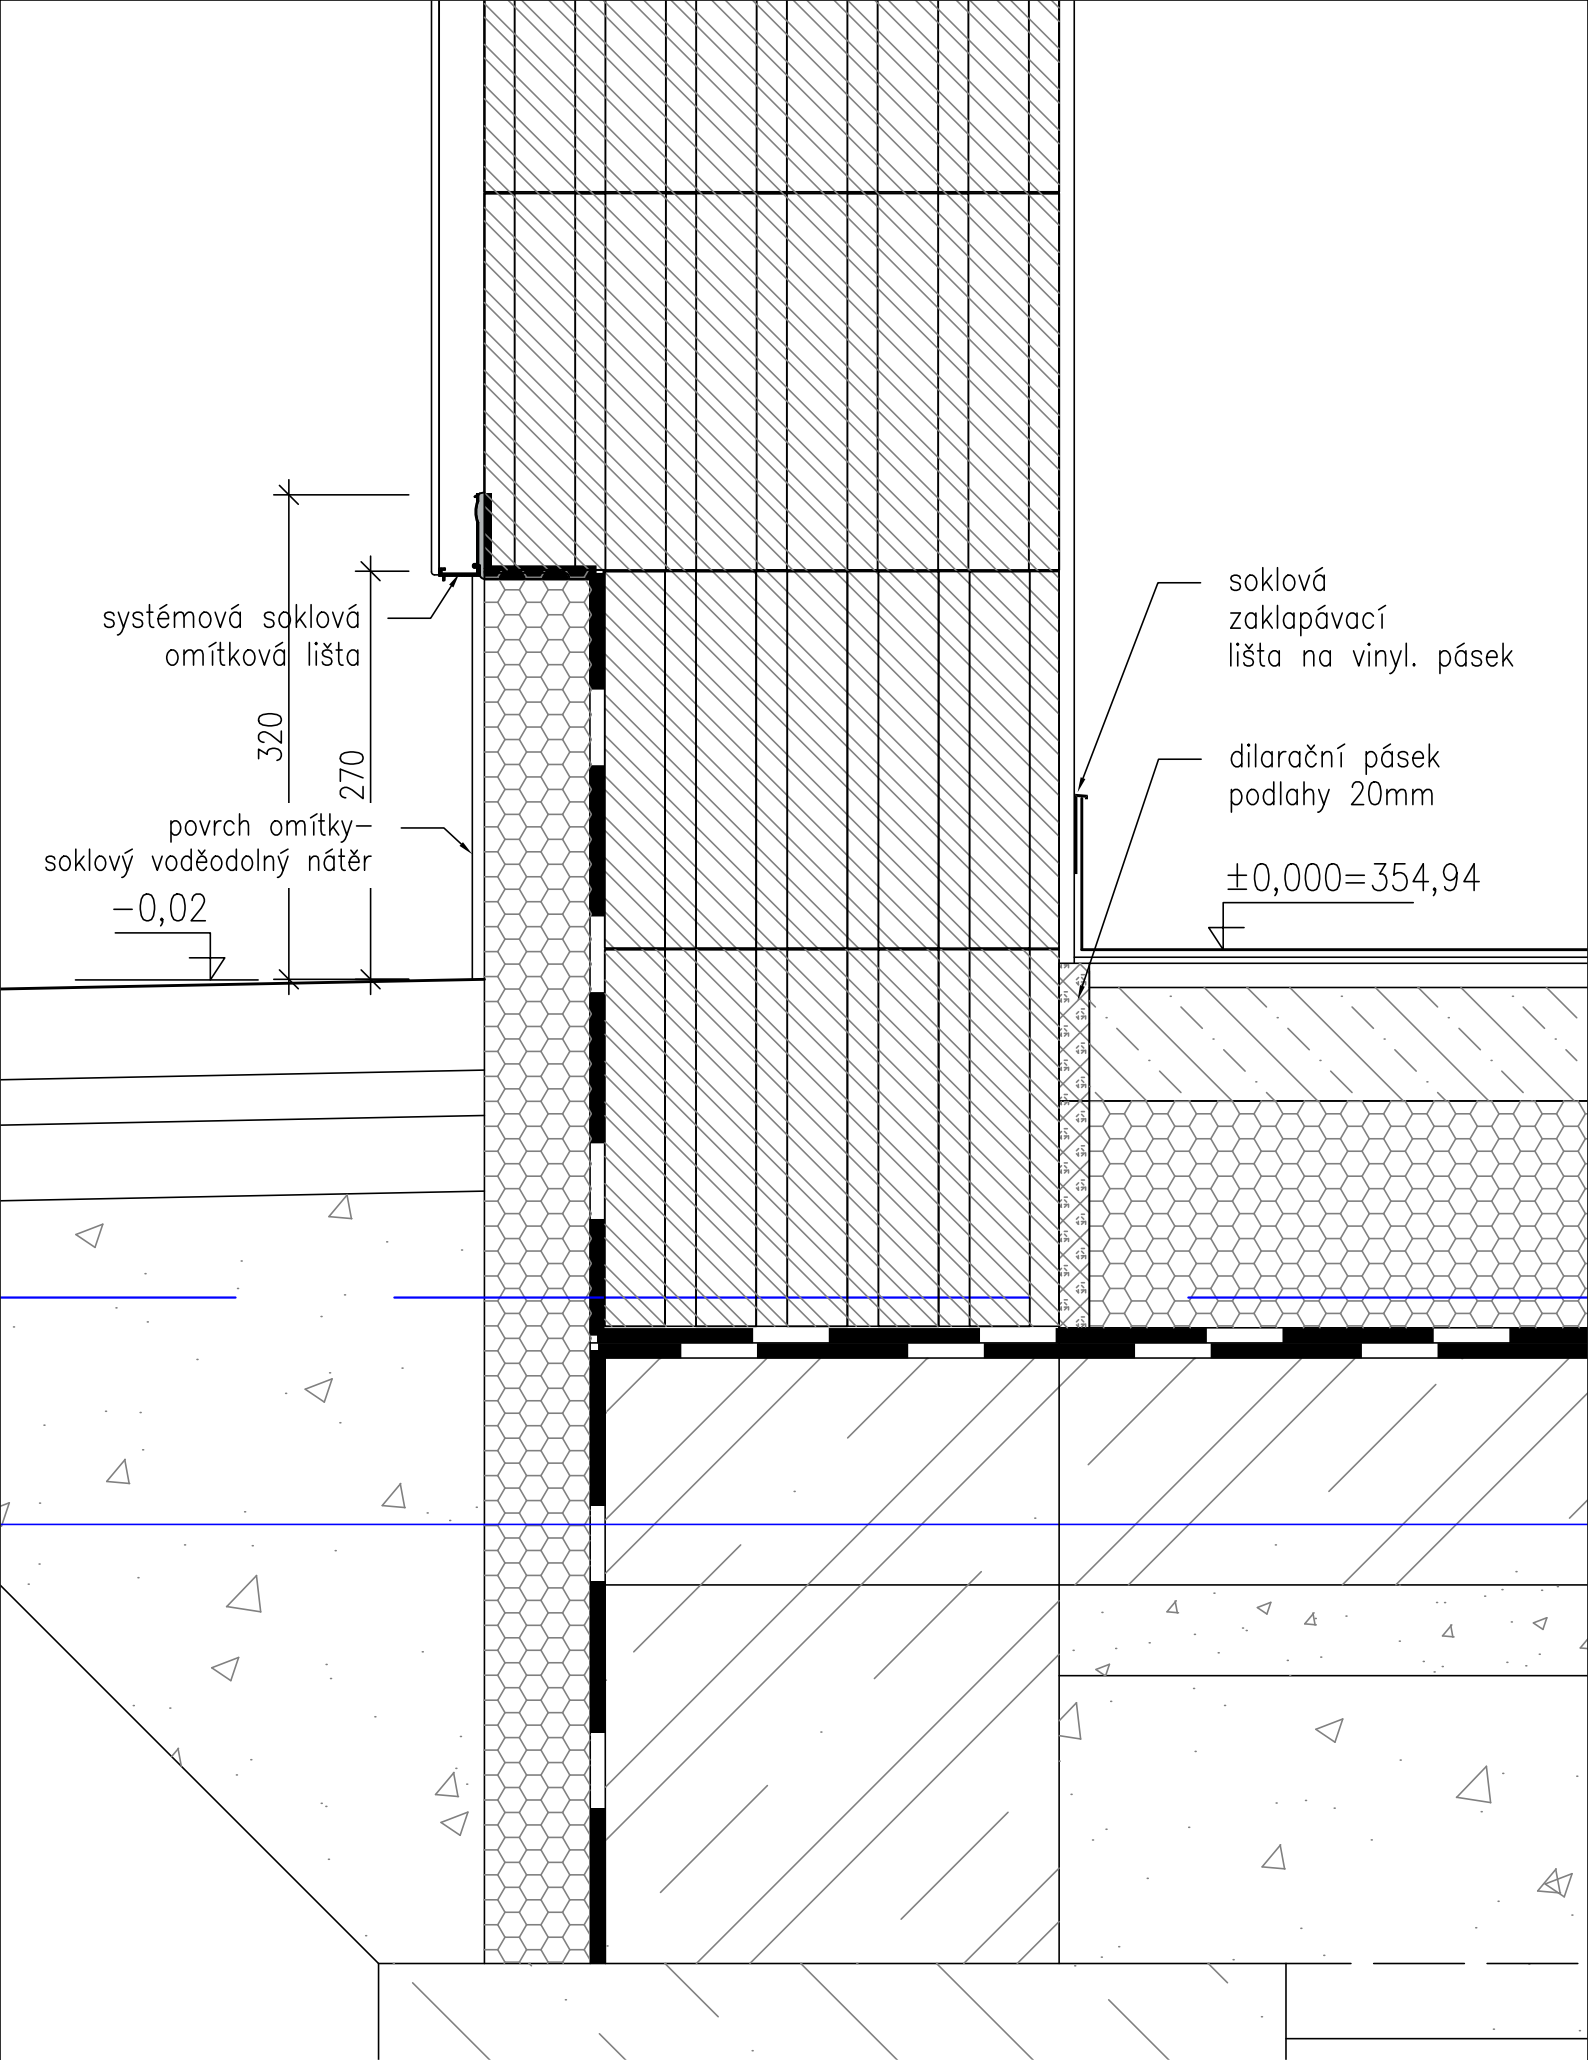 systémová soklová
omítková lišta
320
270
povrch omítky-
soklový voděodolný nátěr
-0,02
soklová
zaklapávací
lišta na vinyl. pásek
dilarační pásek
podlahy 20mm
±0,000=354,94